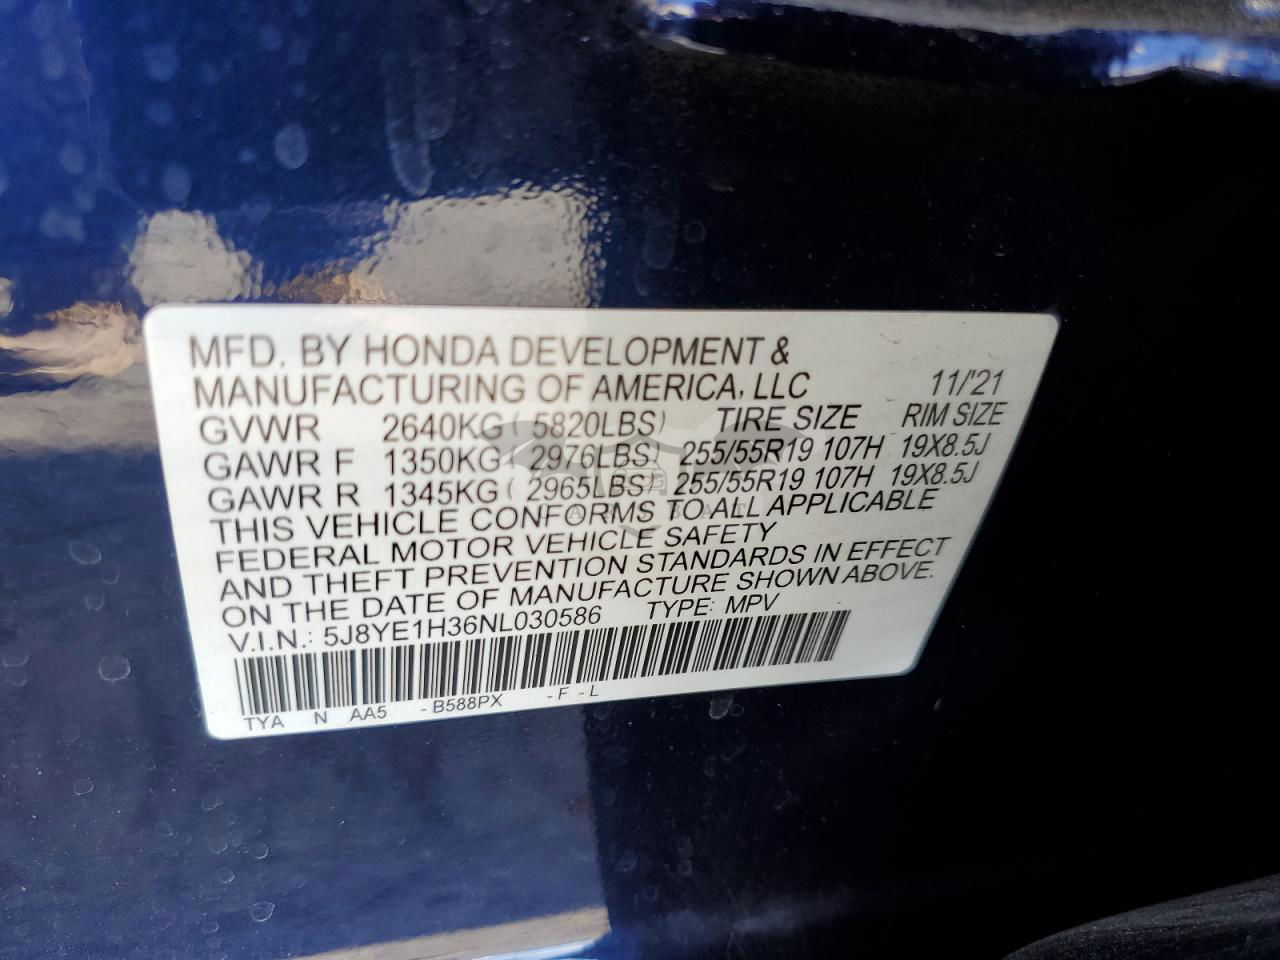 MFD. BY HONDA DEVELOPMENT &
MANUFACTURING OF AMERICA, LLC 11/'21
GVWR 2640KG ( 5820LBS) TIRE SIZE RIM SIZE
GAWR F 1350KG ( 2976LBS) 255/55R19 107H 19X8.5J
GAWR R 1345KG ( 2965LBS) 255/55R19 107H 19X8.5J
THIS VEHICLE CONFORMS TO ALL APPLICABLE
FEDERAL MOTOR VEHICLE SAFETY
AND THEFT PREVENTION STANDARDS IN EFFECT
ON THE DATE OF MANUFACTURE SHOWN ABOVE.
V.I.N.: 5J8YE1H36NL030586 TYPE: MPV
TYA N AA5 -B588PX -F-L